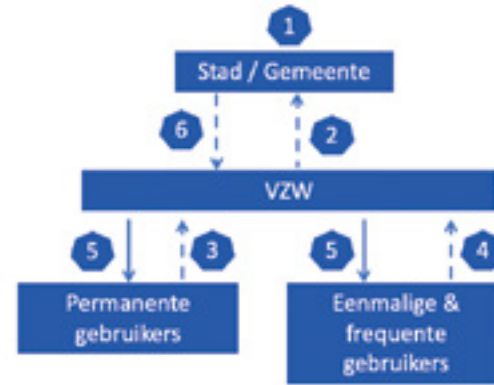 1
Stad / Gemeente
6
2
VZW
5
3
5
4
Permanente
gebruikers
Eenmalige &
frequente
gebruikers